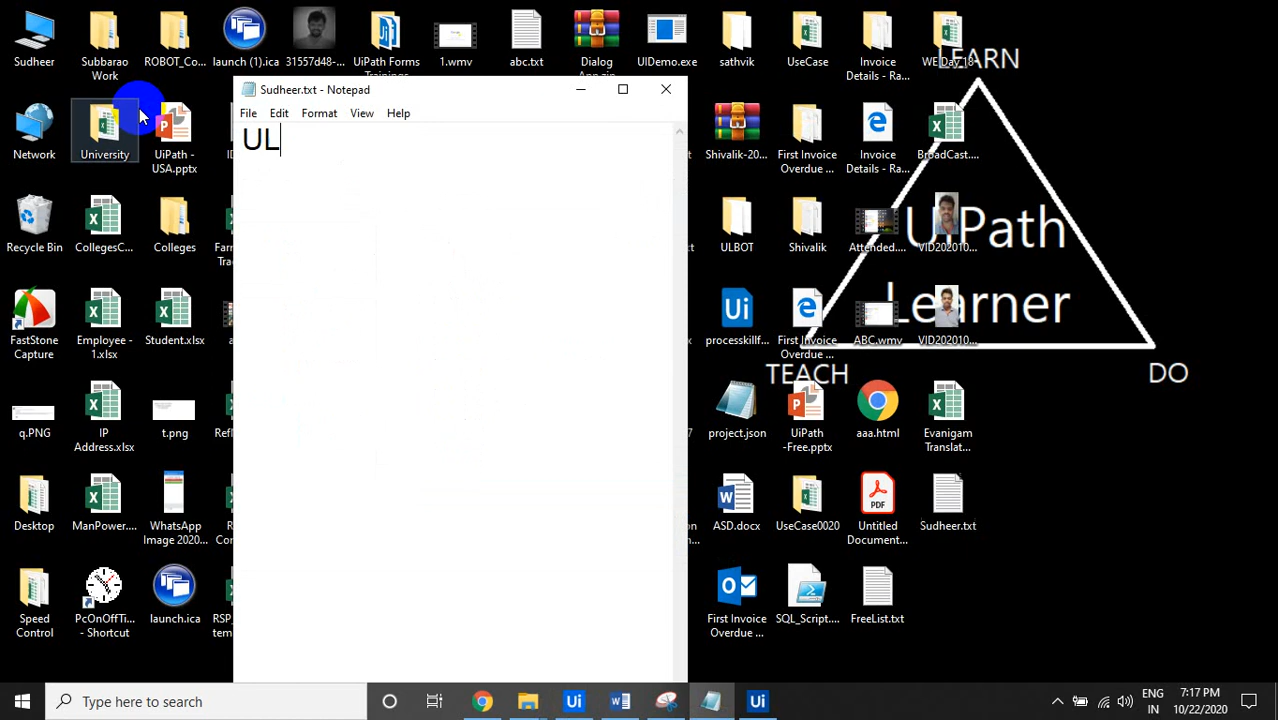 Sudheer
Subbarao
Work
ROBOT_Co...
launch (1).ica
31557d48-...
UiPath Forms
Trainings
1.wmv
abc.txt
Dialog
App.zip
UIDemo.exe
sathvik
UseCase
Invoice
Details - Ra...
WE Day 18
LEARN
Sudheer.txt - Notepad
File Edit Format View Help
UL
Network
University
UiPath -
USA.pptx
Shivalik-20...
First Invoice
Overdue ...
Invoice
Details - Ra...
BroadCast....
Recycle Bin
CollegesC...
Colleges
ULBOT
Shivalik
Attended....
VID202010...
UiPath
Learner
FastStone
Capture
Employee -
1.xlsx
Student.xlsx
processkillf...
First Invoice
Overdue ...
ABC.wmv
VID202010...
TEACH
DO
q.PNG
IP
Address.xlsx
t.png
project.json
UiPath
-Free.pptx
aaa.html
Evanigam
Translat...
Desktop
ManPower....
WhatsApp
Image 2020...
ASD.docx
UseCase0020
PDF
Untitled
Document...
Sudheer.txt
Speed
Control
PcOnOffTi...
- Shortcut
launch.ica
First Invoice
Overdue ...
SQL_Script....
FreeList.txt
Type here to search
ENG
IN
7:17 PM
10/22/2020